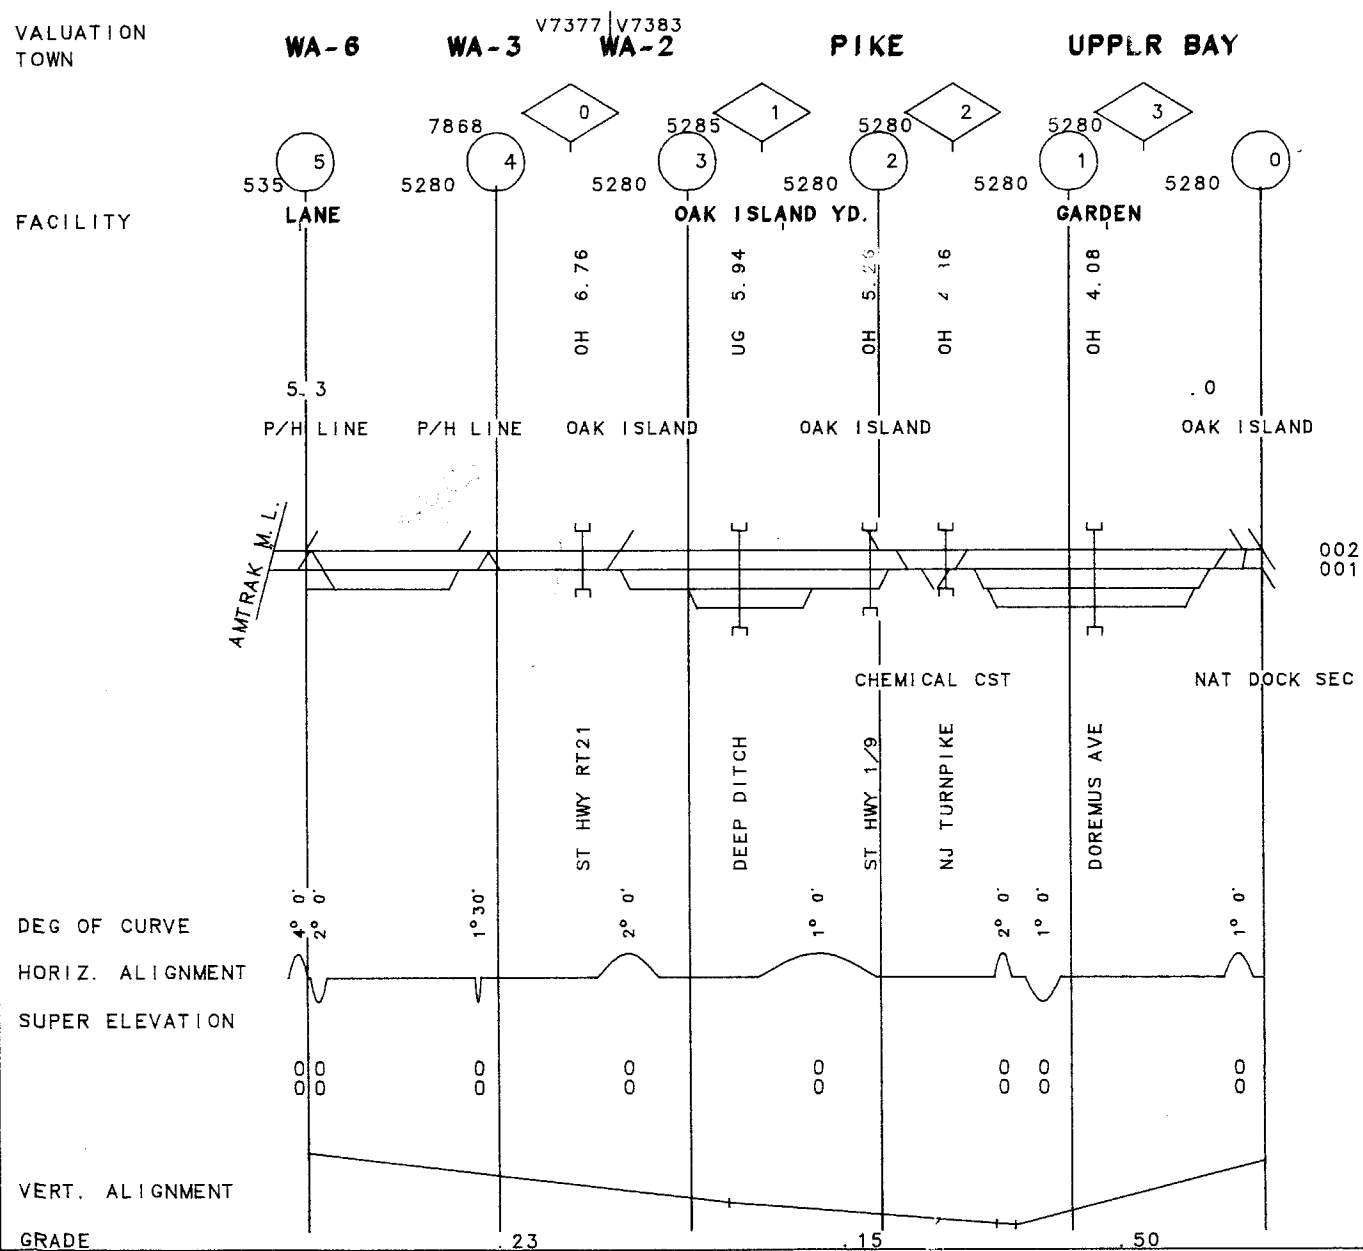 VALUATION
TOWN
V7377 V7383
WA-6 WA-3 WA-2 PIKE UPPLR BAY
0 1 2 3
7868 5285 5280 5280
5 4 3 2 1 0
535 5280 5280 5280 5280 5280
FACILITY
LANE OAK ISLAND YD. GARDEN
OH 6.76
UG 5.94
OH 5.26
OH
OH 4.08
.0
P/H LINE P/H LINE OAK ISLAND OAK ISLAND OAK ISLAND
AMTRAK M.L.
002
001
CHEMICAL CST NAT DOCK SEC
ST HWY RT21
DEEP DITCH
ST HWY 1/9
NJ TURNPIKE
DOREMUS AVE
DEG OF CURVE
4° 0' 2° 0' 1°30' 2° 0' 1° 0' 2° 0' 1° 0' 1° 0'
HORIZ. ALIGNMENT
SUPER ELEVATION
0 0 0 0 0 0 0 0
0 0 0 0 0 0 0 0
VERT. ALIGNMENT
GRADE .23 .15 .50